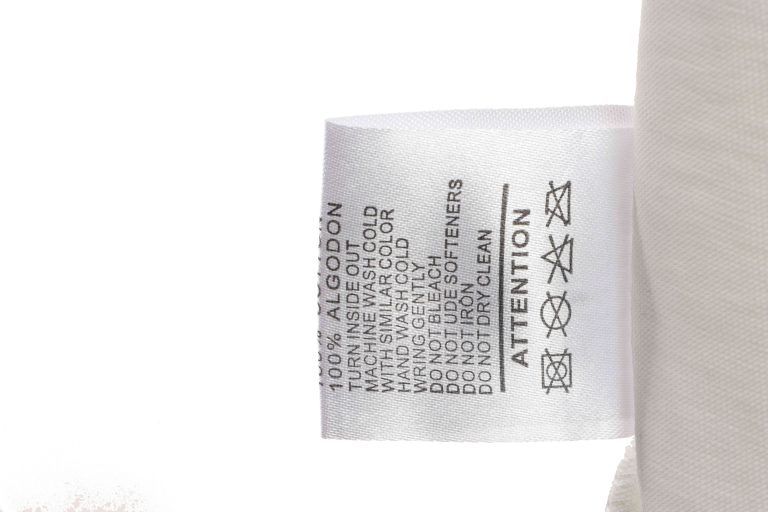 100% ALGODON
TURN INSIDE OUT
MACHINE WASH COLD
WITH SIMILAR COLOR
HAND WASH COLD
WRING GENTLY
DO NOT BLEACH
DO NOT UDE SOFTENERS
DO NOT IRON
DO NOT DRY CLEAN
ATTENTION